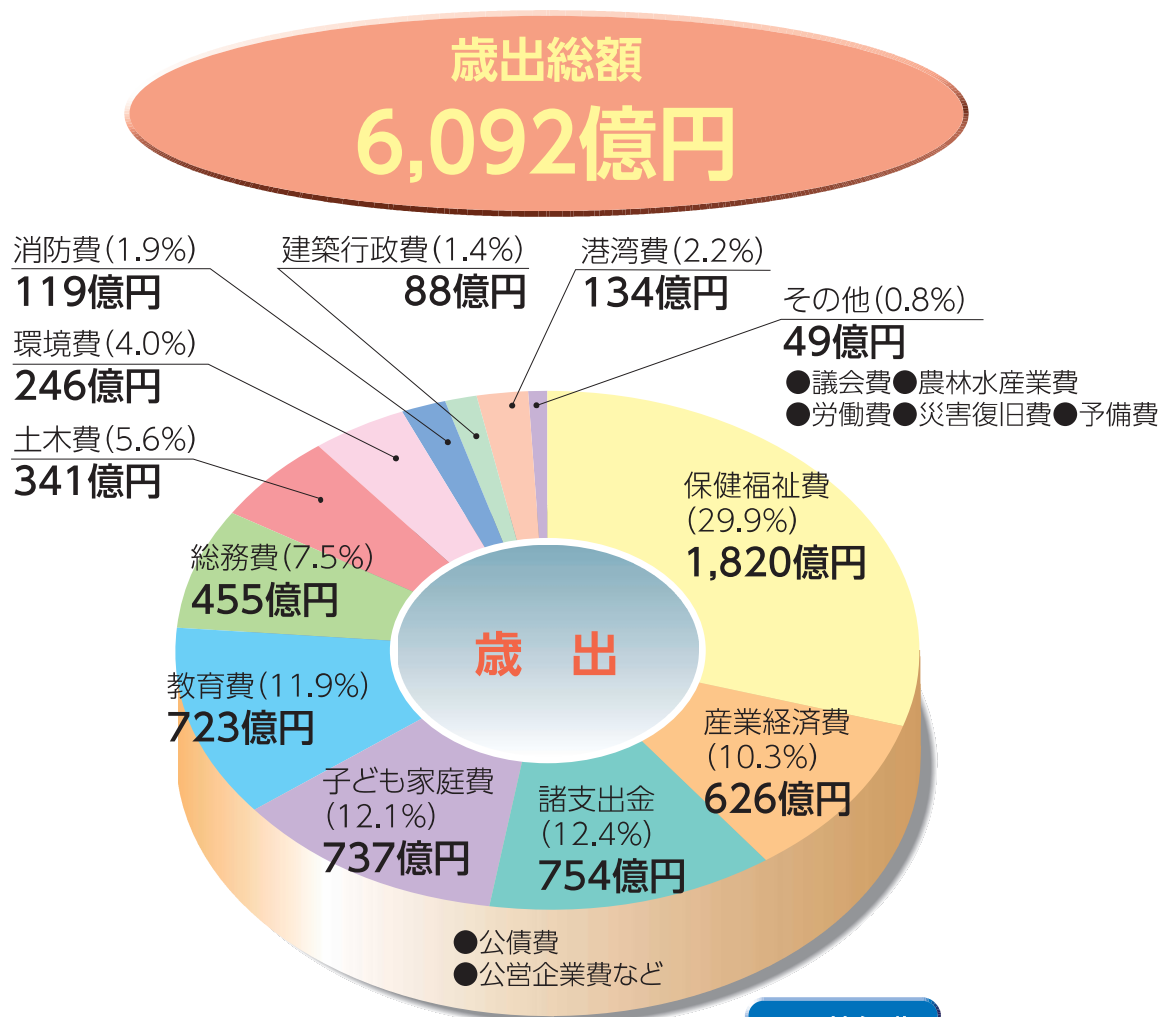 歳出総額
6,092億円
消防費(1.9%)
119億円
建築行政費(1.4%)
88億円
港湾費(2.2%)
134億円
その他(0.8%)
49億円
●議会費●農林水産業費
●労働費●災害復旧費●予備費
環境費(4.0%)
246億円
土木費(5.6%)
341億円
保健福祉費
(29.9%)
1,820億円
総務費(7.5%)
455億円
歳 出
教育費(11.9%)
723億円
産業経済費
(10.3%)
626億円
子ども家庭費
(12.1%)
737億円
諸支出金
(12.4%)
754億円
●公債費
●公営企業費など